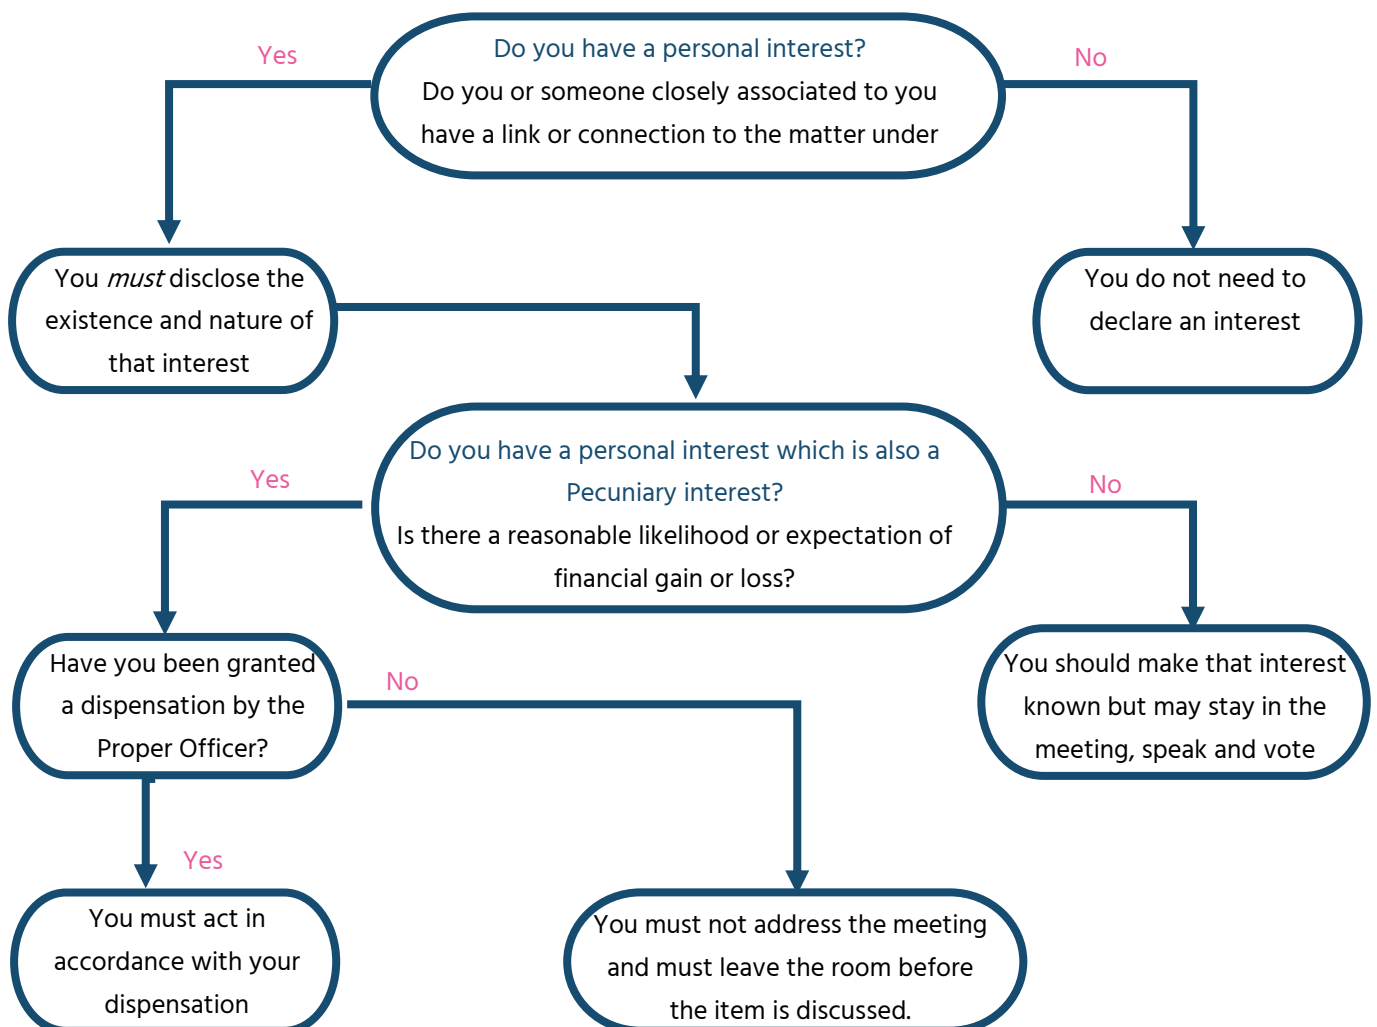 Yes
Do you have a personal interest?
No
Do you or someone closely associated to you
have a link or connection to the matter under
You must disclose the
existence and nature of
that interest
You do not need to
declare an interest
Do you have a personal interest which is also a
Pecuniary interest?
Is there a reasonable likelihood or expectation of
financial gain or loss?
Yes
No
Have you been granted
a dispensation by the
Proper Officer?
No
You should make that interest
known but may stay in the
meeting, speak and vote
Yes
You must act in
accordance with your
dispensation
You must not address the meeting
and must leave the room before
the item is discussed.